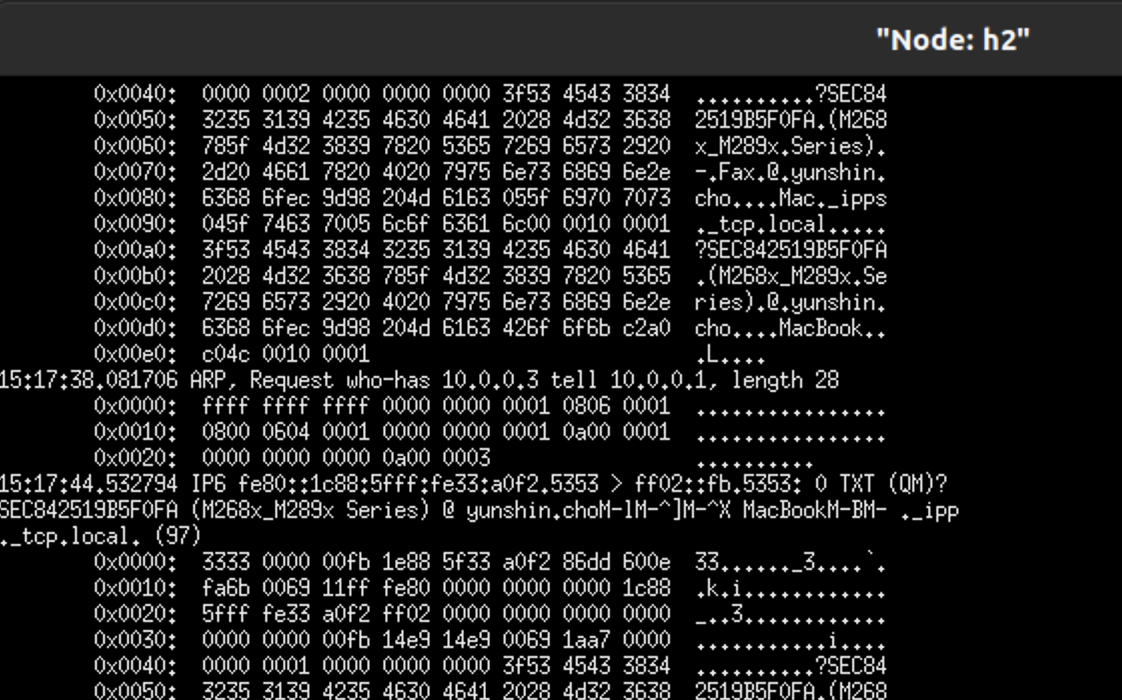 "Node: h2"
0x0040: 0000 0002 0000 0000 0000 3f53 4543 3834 ..........?SEC84
0x0050: 3235 3139 4235 4630 4641 2028 4d32 3638 2519B5F0FA.(M268
0x0060: 785f 4d32 3839 7820 5365 7269 6573 2920 x_M289x.Series).
0x0070: 2d20 4661 7820 4020 7975 6e73 6869 6e2e -.Fax.@.yunshin.
0x0080: 6368 6fec 9d98 204d 6163 055f 6970 7073 cho....Mac._ipps
0x0090: 045f 7463 7005 6c6f 6361 6c00 0010 0001 ._tcp.local.....
0x00a0: 3f53 4543 3834 3235 3139 4235 4630 4641 ?SEC842519B5F0FA
0x00b0: 2028 4d32 3638 785f 4d32 3839 7820 5365 .(M268x_M289x.Se
0x00c0: 7269 6573 2920 4020 7975 6e73 6869 6e2e ries).@.yunshin.
0x00d0: 6368 6fec 9d98 204d 6163 426f 6f6b c2a0 cho....MacBook..
0x00e0: c04c 0010 0001 .L....
15:17:38.081706 ARP, Request who-has 10.0.0.3 tell 10.0.0.1, length 28
0x0000: ffff ffff ffff 0000 0000 0001 0806 0001 ................
0x0010: 0800 0604 0001 0000 0000 0001 0a00 0001 ................
0x0020: 0000 0000 0000 0a00 0003 ..........
15:17:44.532794 IP6 fe80::1c88:5fff:fe33:a0f2.5353 > ff02::fb.5353: 0 TXT (QM)?
SEC842519B5F0FA (M268x_M289x Series) @ yunshin.choM-lM-^]M-^X MacBookM-BM- ._ipp
._tcp.local. (97)
0x0000: 3333 0000 00fb 1e88 5f33 a0f2 86dd 600e 33......_3....`.
0x0010: fa6b 0069 11ff fe80 0000 0000 0000 1c88 .k.i............
0x0020: 5fff fe33 a0f2 ff02 0000 0000 0000 0000 _..3............
0x0030: 0000 0000 00fb 14e9 14e9 0069 1aa7 0000 ...........i....
0x0040: 0000 0001 0000 0000 0000 3f53 4543 3834 ..........?SEC84
0x0050: 3235 3139 4235 4630 4641 2028 4d32 3638 2519B5F0FA.(M268